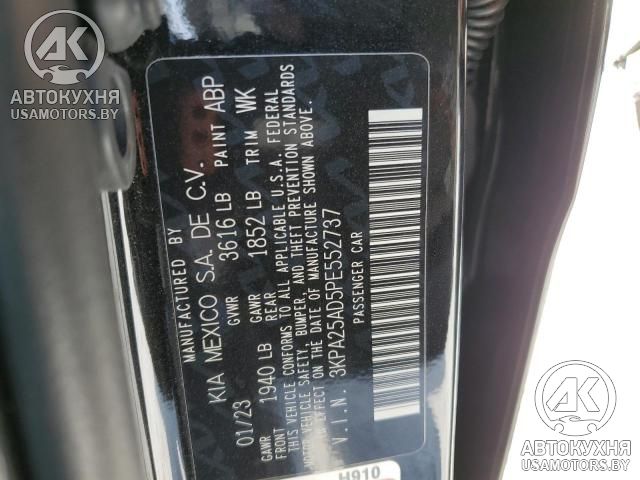 MANUFACTURED BY
KIA MEXICO S.A. DE C.V.
01/23 GVWR 3616 LB PAINT ABP
GAWR FRONT 1940 LB GAWR REAR 1852 LB TRIM WK
THIS VEHICLE CONFORMS TO ALL APPLICABLE U.S.A. FEDERAL
MOTOR VEHICLE SAFETY, BUMPER, AND THEFT PREVENTION STANDARDS
IN EFFECT ON THE DATE OF MANUFACTURE SHOWN ABOVE.
V.I.N. 3KPA25AD5PE552737
PASSENGER CAR
H910
АК
АВТОКУХНЯ
USAMOTORS.BY
АК
АВТОКУХНЯ
USAMOTORS.BY